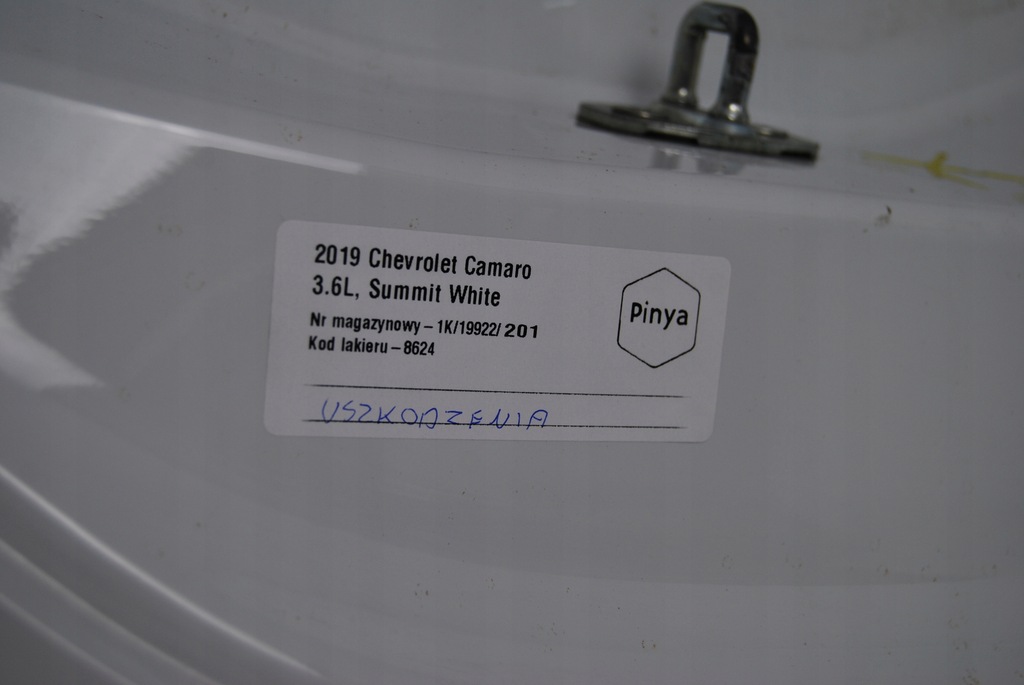 2019 Chevrolet Camaro
3.6L, Summit White
Nr magazynowy – 1K/19922/201
Kod lakieru – 8624
Pinya
USZKODZENIA